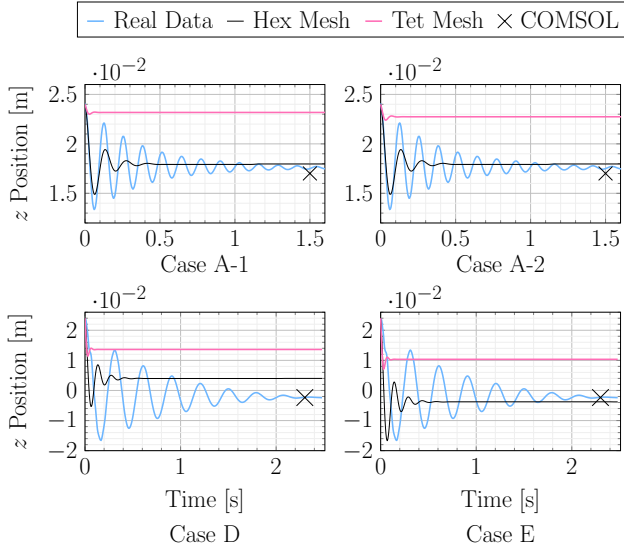 Real Data Hex Mesh Tet Mesh COMSOL
·10⁻² ·10⁻²
2.5 2.5
2 2
1.5 1.5
z Position [m]
0 0.5 1 1.5 0 0.5 1 1.5
Case A-1 Case A-2
·10⁻² ·10⁻²
2 2
1 1
0 0
−1 −1
−2 −2
z Position [m]
0 1 2 0 1 2
Time [s] Time [s]
Case D Case E